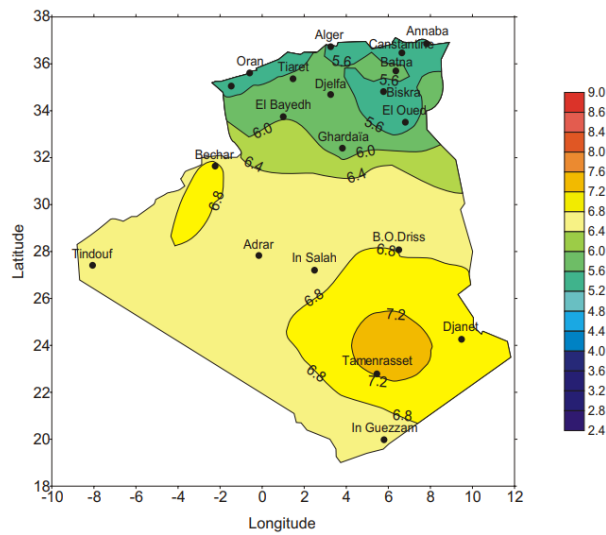 38
36
34
32
30
28
26
24
22
20
18
Latitude
-10 -8 -6 -4 -2 0 2 4 6 8 10 12
Longitude
Alger
Annaba
Canstantine
Oran
5.6
Batna
Tiaret
5.6
Djelfa
Biskra
El Bayedh
El Oued
5.6
6.0
Ghardaïa
6.0
Bechar
6.4
6.4
6.8
B.O.Driss
Adrar
6.8
Tindouf
In Salah
6.8
7.2
Djanet
Tamenrasset
6.8
7.2
6.8
In Guezzam
9.0
8.8
8.4
8.0
7.6
7.2
6.8
6.4
6.0
5.6
5.2
4.8
4.4
4.0
3.6
3.2
2.8
2.4